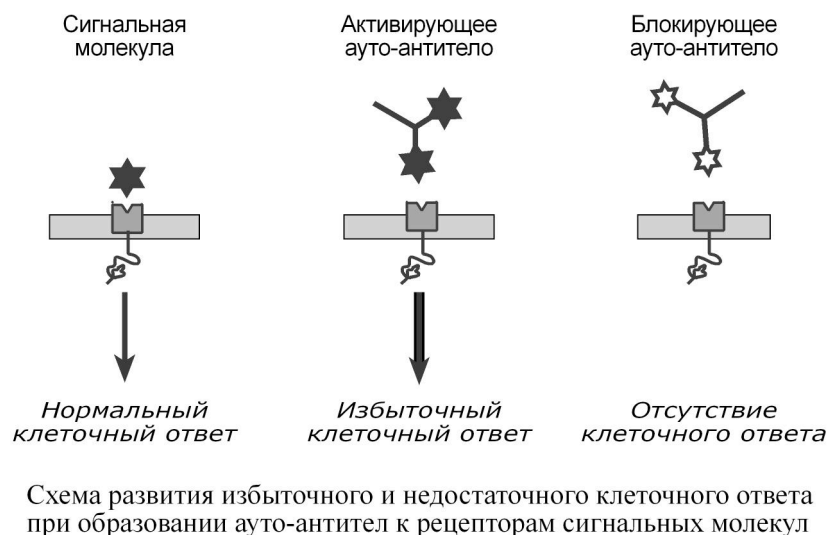 Сигнальная
молекула
Активирующее
ауто-антитело
Блокирующее
ауто-антитело
Нормальный
клеточный ответ
Избыточный
клеточный ответ
Отсутствие
клеточного ответа
Схема развития избыточного и недостаточного клеточного ответа
при образовании ауто-антител к рецепторам сигнальных молекул